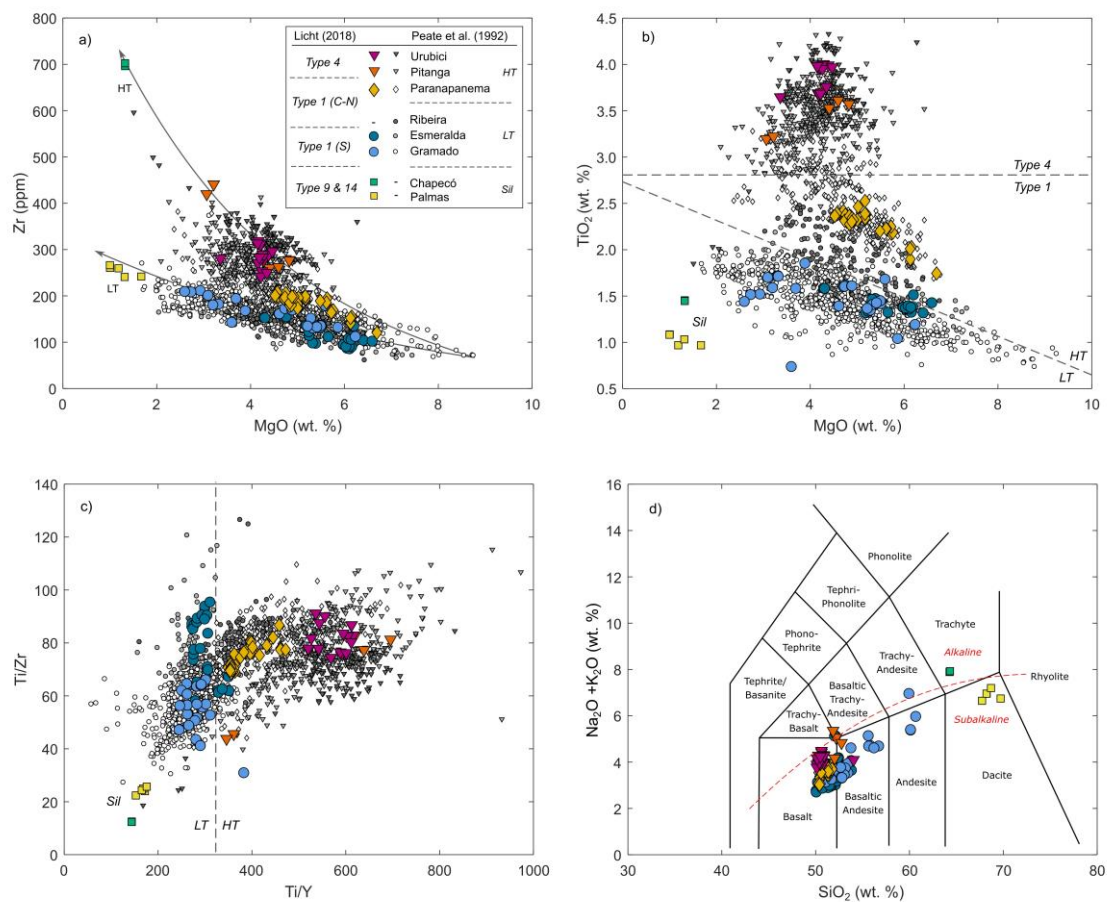 a)
Zr (ppm)
800
700
600
500
400
300
200
100
0
HT
LT
0 2 4 6 8 10
MgO (wt. %)
Licht (2018) Peate et al. (1992)
Type 4 Urubici
Pitanga HT
Type 1 (C-N) Paranapanema
- Ribeira
Type 1 (S) Esmeralda LT
Gramado
Type 9 & 14 Chapecó - Sil
Palmas -
b)
TiO2 (wt. %)
4.5
4.0
3.5
3.0
2.5
2.0
1.5
1.0
0.5
Type 4
Type 1
Sil
HT
LT
0 2 4 6 8 10
MgO (wt. %)
c)
Ti/Zr
140
120
100
80
60
40
20
0
Sil
LT HT
0 200 400 600 800 1000
Ti/Y
d)
Na2O +K2O (wt. %)
16
14
12
10
8
6
4
2
0
Phonolite
Tephri-
Phonolite
Phono-
Tephrite
Tephrite/
Basanite
Trachy-
Basalt
Basaltic
Trachy-
Andesite
Trachy-
Andesite
Trachyte
Alkaline
Subalkaline
Rhyolite
Basalt
Basaltic
Andesite
Andesite
Dacite
30 40 50 60 70 80
SiO2 (wt. %)